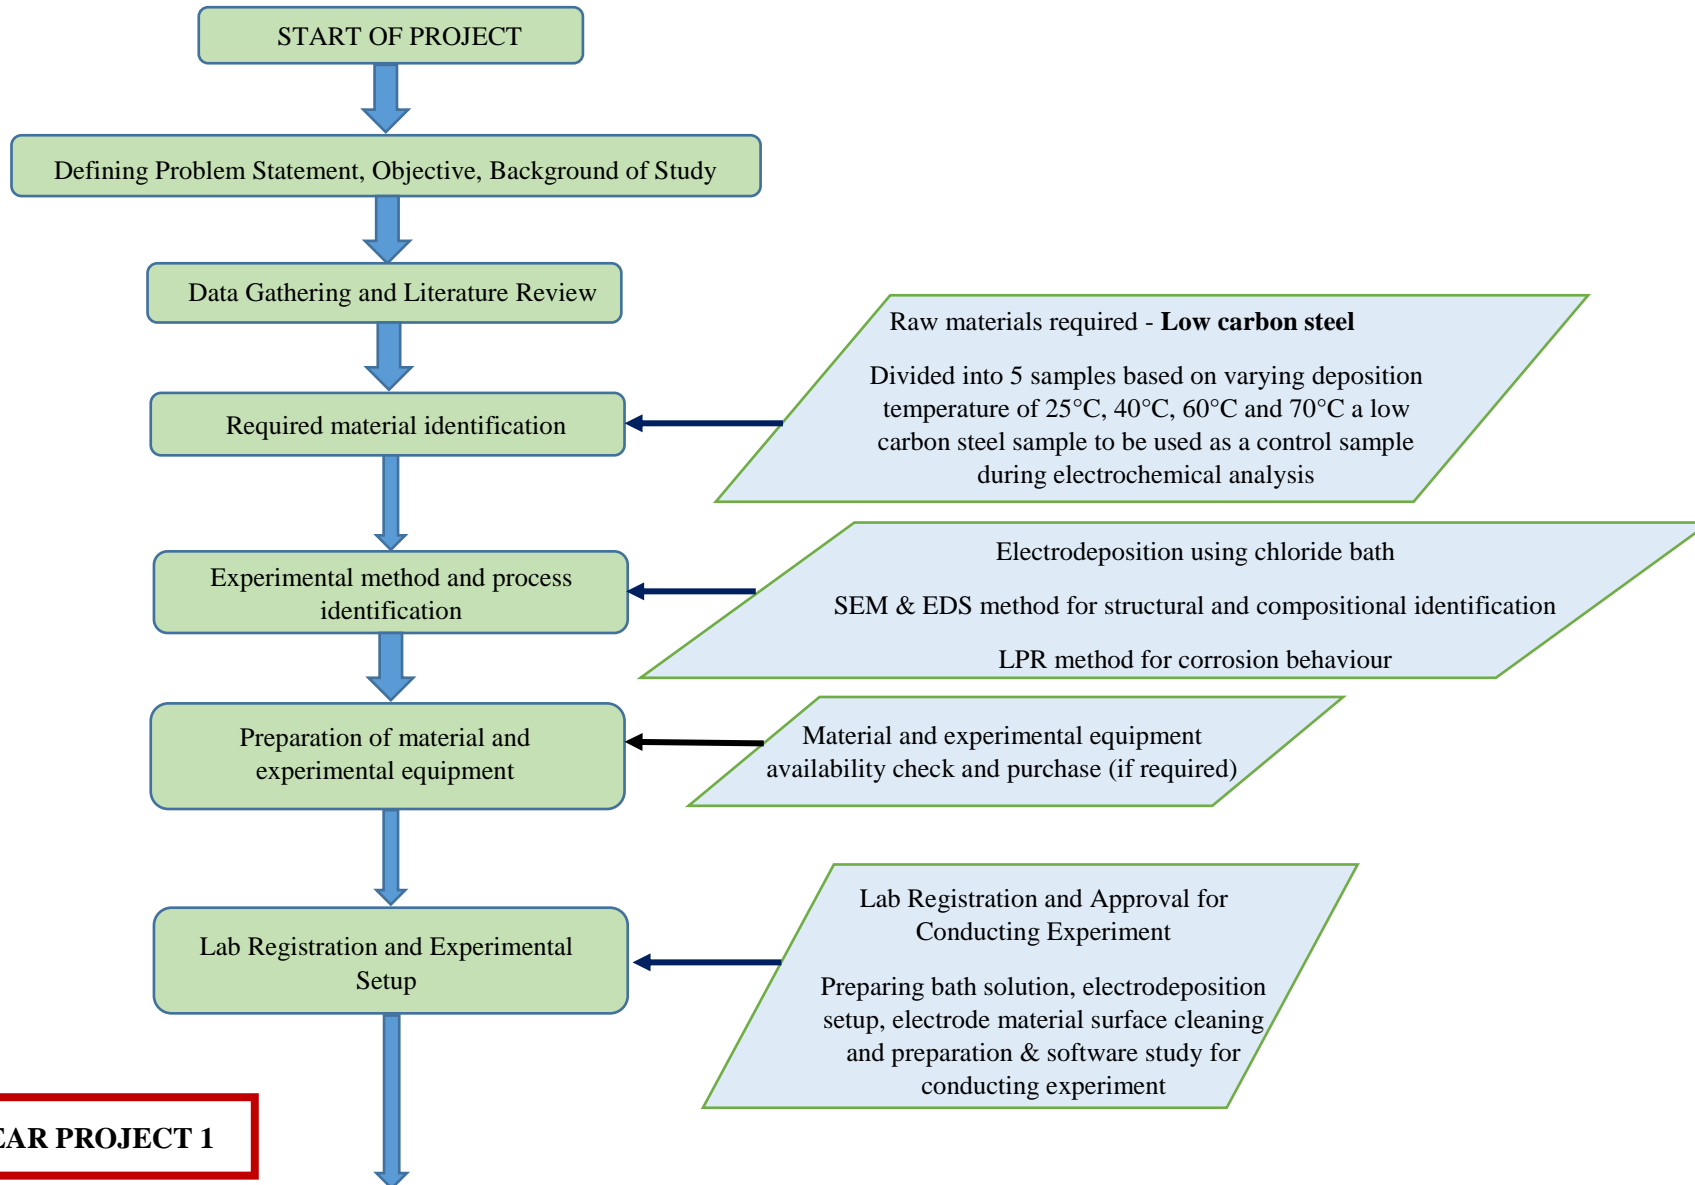 START OF PROJECT
Defining Problem Statement, Objective, Background of Study
Data Gathering and Literature Review
Raw materials required - Low carbon steel
Divided into 5 samples based on varying deposition
temperature of 25°C, 40°C, 60°C and 70°C a low
carbon steel sample to be used as a control sample
during electrochemical analysis
Required material identification
Electrodeposition using chloride bath
SEM & EDS method for structural and compositional identification
LPR method for corrosion behaviour
Experimental method and process
identification
Preparation of material and
experimental equipment
Material and experimental equipment
availability check and purchase (if required)
Lab Registration and Experimental
Setup
Lab Registration and Approval for
Conducting Experiment
Preparing bath solution, electrodeposition
setup, electrode material surface cleaning
and preparation & software study for
conducting experiment
EAR PROJECT 1